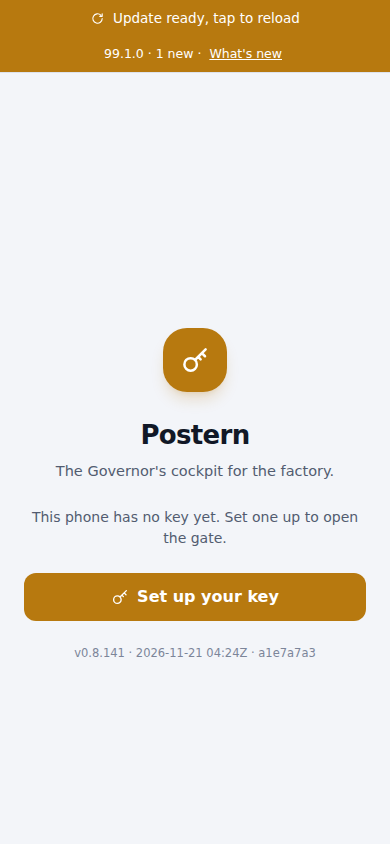 Update ready, tap to reload
99.1.0 · 1 new · What's new
Postern
The Governor's cockpit for the factory.
This phone has no key yet. Set one up to open
the gate.
Set up your key
v0.8.141 · 2026-11-21 04:24Z · a1e7a7a3